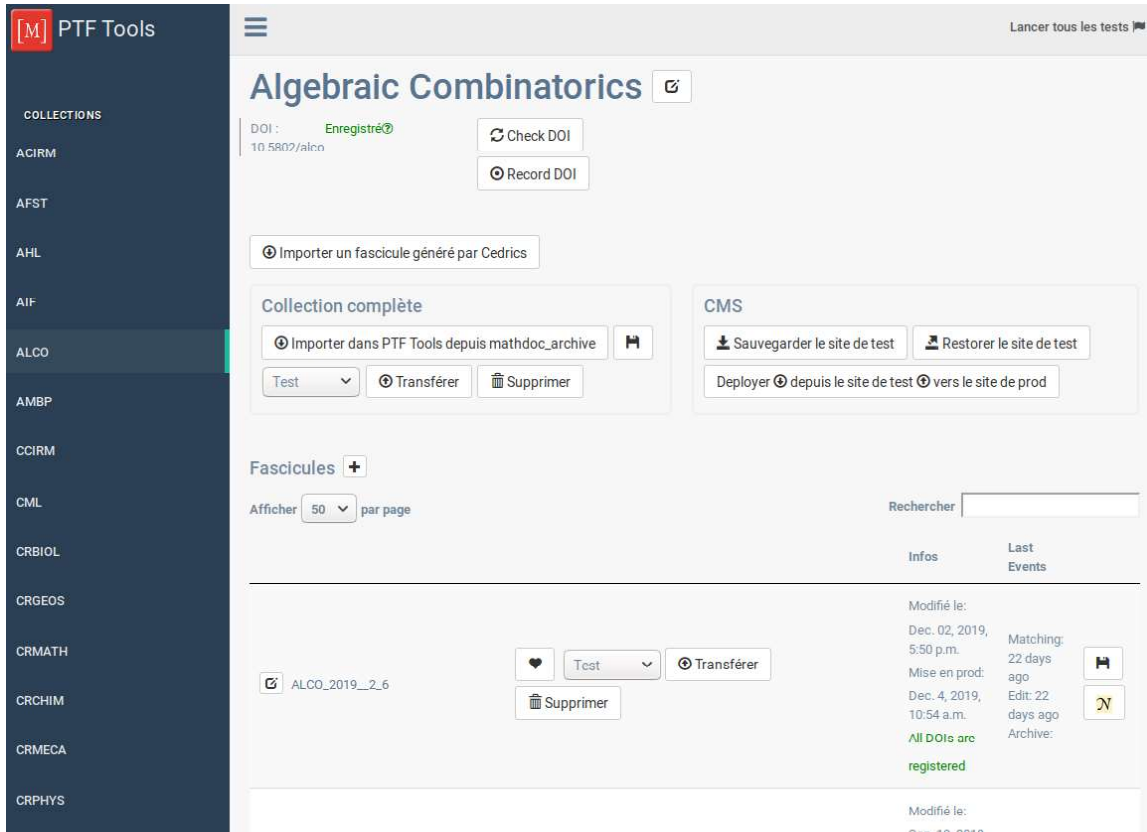 [M] PTF Tools
Lancer tous les tests
COLLECTIONS
ACIRM
AFST
AHL
AIF
ALCO
AMBP
CCIRM
CML
CRBIOL
CRGEOS
CRMATH
CRCHIM
CRMECA
CRPHYS
Algebraic Combinatorics
DOI : Enregistré
10.5802/alco
Check DOI
Record DOI
Importer un fascicule généré par Cedrics
Collection complète
Importer dans PTF Tools depuis mathdoc_archive
Test Transférer Supprimer
CMS
Sauvegarder le site de test Restorer le site de test
Deployer depuis le site de test vers le site de prod
Fascicules +
Afficher 50 par page
Rechercher
Infos
Last
Events
ALCO_2019__2_6
Test Transférer
Supprimer
Modifié le:
Dec. 02, 2019,
5:50 p.m.
Mise en prod:
Dec. 4, 2019,
10:54 a.m.
All DOIs are
registered
Matching:
22 days
ago
Edit: 22
days ago
Archive:
N
Modifié le: